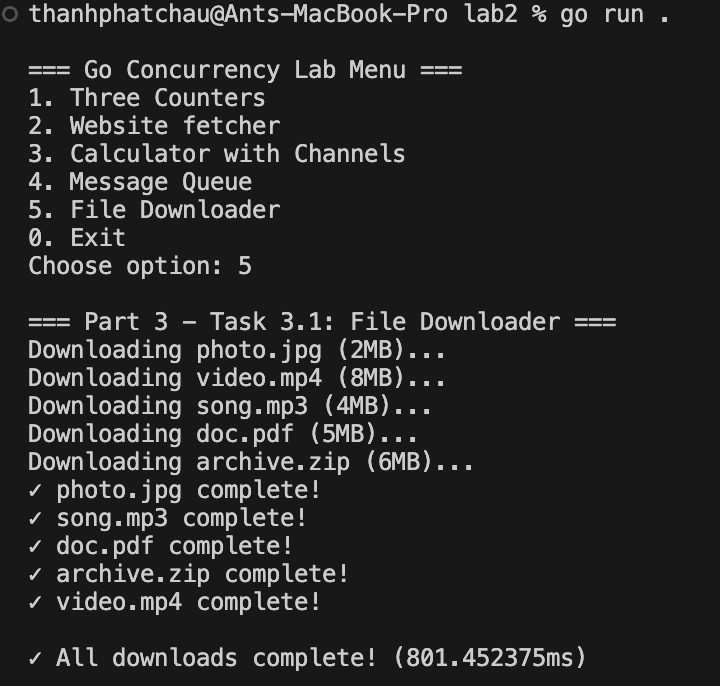 thanhphatchau@Ants-MacBook-Pro lab2 % go run .
=== Go Concurrency Lab Menu ===
1. Three Counters
2. Website fetcher
3. Calculator with Channels
4. Message Queue
5. File Downloader
0. Exit
Choose option: 5
=== Part 3 - Task 3.1: File Downloader ===
Downloading photo.jpg (2MB)...
Downloading video.mp4 (8MB)...
Downloading song.mp3 (4MB)...
Downloading doc.pdf (5MB)...
Downloading archive.zip (6MB)...
✓ photo.jpg complete!
✓ song.mp3 complete!
✓ doc.pdf complete!
✓ archive.zip complete!
✓ video.mp4 complete!
✓ All downloads complete! (801.452375ms)